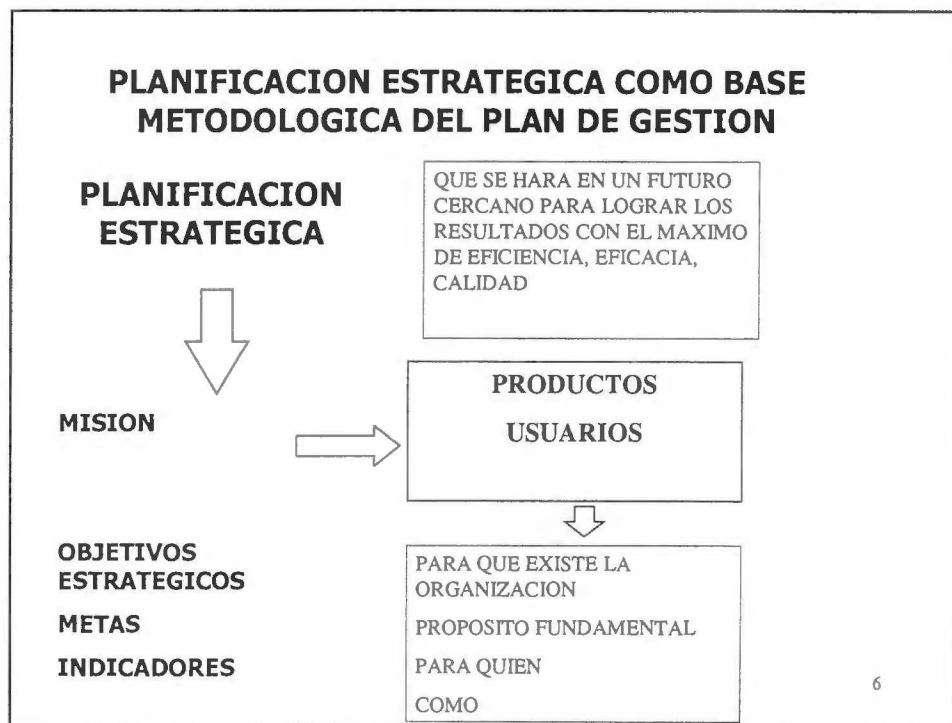 PLANIFICACION ESTRATEGICA COMO BASE
METODOLOGICA DEL PLAN DE GESTION
PLANIFICACION
ESTRATEGICA
QUE SE HARA EN UN FUTURO
CERCANO PARA LOGRAR LOS
RESULTADOS CON EL MAXIMO
DE EFICIENCIA, EFICACIA,
CALIDAD
MISION
PRODUCTOS
USUARIOS
OBJETIVOS
ESTRATEGICOS
METAS
INDICADORES
PARA QUE EXISTE LA
ORGANIZACION
PROPOSITO FUNDAMENTAL
PARA QUIEN
COMO
6